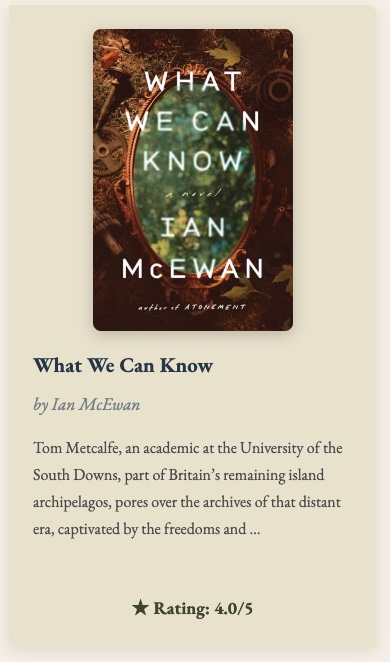 WHAT
WE CAN
KNOW
a novel
IAN
McEWAN
author of ATONEMENT
What We Can Know
by Ian McEwan
Tom Metcalfe, an academic at the University of the
South Downs, part of Britain’s remaining island
archipelagos, pores over the archives of that distant
era, captivated by the freedoms and ...
★ Rating: 4.0/5